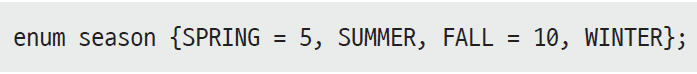 enum season {SPRING = 5, SUMMER, FALL = 10, WINTER};